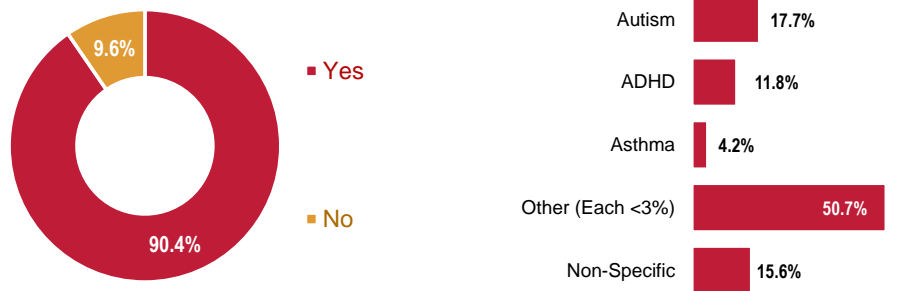 9.6%
90.4%
Yes
No
Autism 17.7%
ADHD 11.8%
Asthma 4.2%
Other (Each <3%) 50.7%
Non-Specific 15.6%